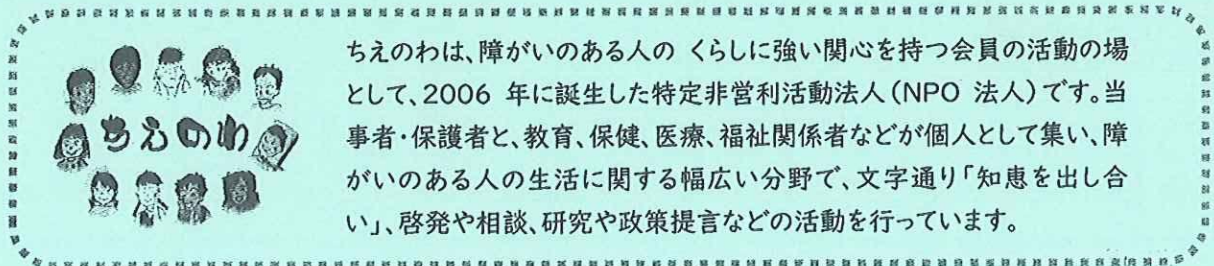 ちえのわ
ちえのわは、障がいのある人の くらしに強い関心を持つ会員の活動の場
として、2006 年に誕生した特定非営利活動法人(NPO 法人)です。当
事者・保護者と、教育、保健、医療、福祉関係者などが個人として集い、障
がいのある人の生活に関する幅広い分野で、文字通り「知恵を出し合
い」、啓発や相談、研究や政策提言などの活動を行っています。